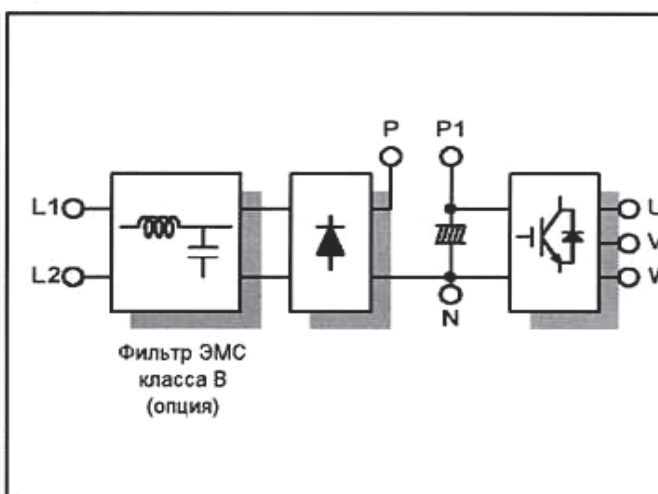 P P1
L1
L2
U
V
W
N
Фильтр ЭМС
класса В
(опция)